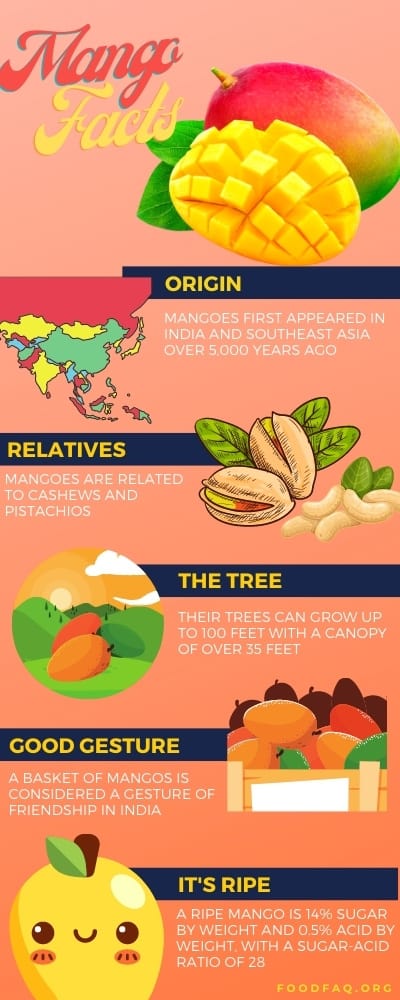 Mango
Facts
ORIGIN
MANGOES FIRST APPEARED IN
INDIA AND SOUTHEAST ASIA
OVER 5,000 YEARS AGO
RELATIVES
MANGOES ARE RELATED
TO CASHEWS AND
PISTACHIOS
THE TREE
THEIR TREES CAN GROW UP
TO 100 FEET WITH A CANOPY
OF OVER 35 FEET
GOOD GESTURE
A BASKET OF MANGOS IS
CONSIDERED A GESTURE OF
FRIENDSHIP IN INDIA
IT'S RIPE
A RIPE MANGO IS 14% SUGAR
BY WEIGHT AND 0.5% ACID BY
WEIGHT, WITH A SUGAR-ACID
RATIO OF 28
FOODFAQ.ORG